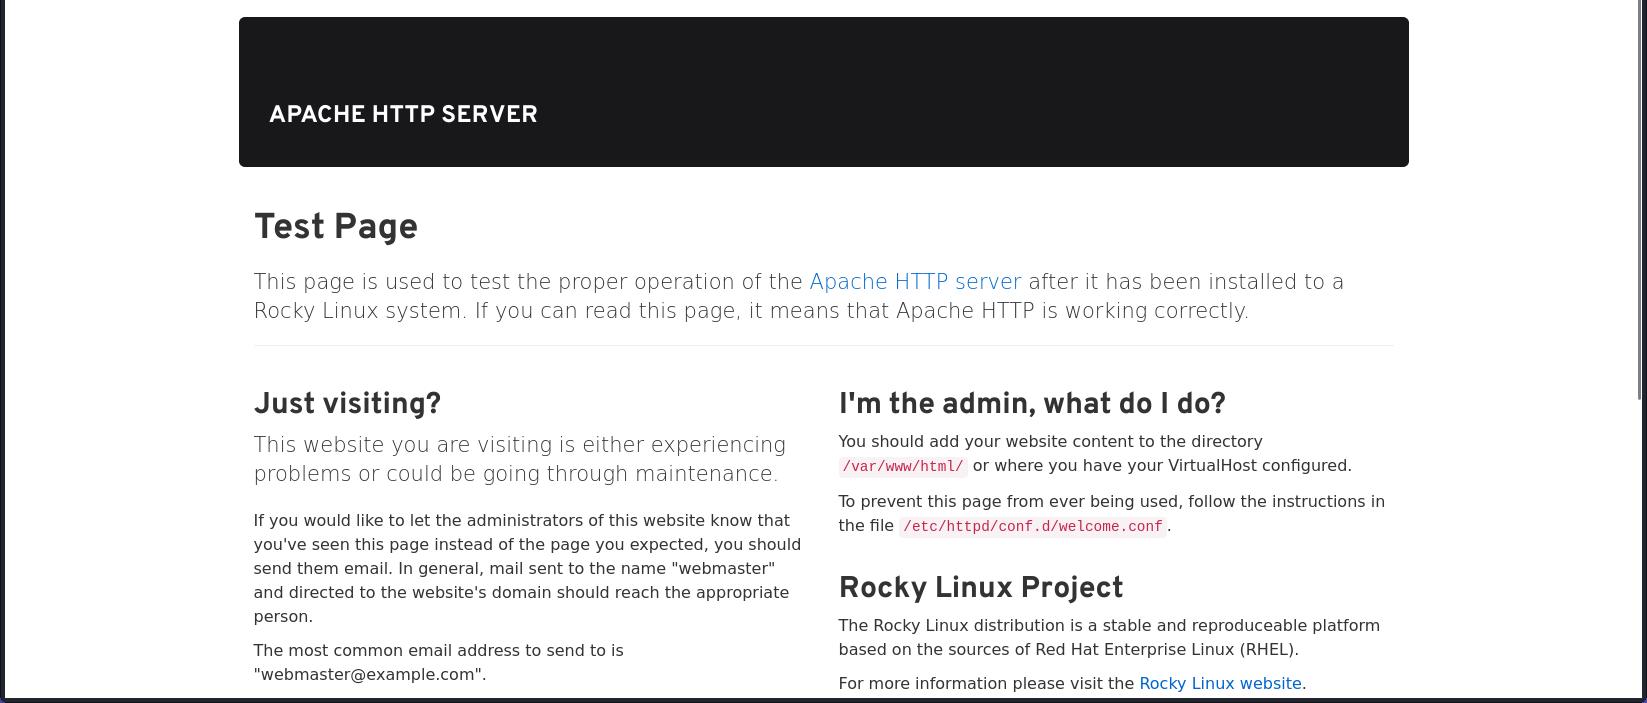 APACHE HTTP SERVER
Test Page
This page is used to test the proper operation of the Apache HTTP server after it has been installed to a
Rocky Linux system. If you can read this page, it means that Apache HTTP is working correctly.
Just visiting?
This website you are visiting is either experiencing
problems or could be going through maintenance.
If you would like to let the administrators of this website know that
you've seen this page instead of the page you expected, you should
send them email. In general, mail sent to the name "webmaster"
and directed to the website's domain should reach the appropriate
person.
The most common email address to send to is
"webmaster@example.com".
I'm the admin, what do I do?
You should add your website content to the directory
/var/www/html/ or where you have your VirtualHost configured.
To prevent this page from ever being used, follow the instructions in
the file /etc/httpd/conf.d/welcome.conf.
Rocky Linux Project
The Rocky Linux distribution is a stable and reproduceable platform
based on the sources of Red Hat Enterprise Linux (RHEL).
For more information please visit the Rocky Linux website.